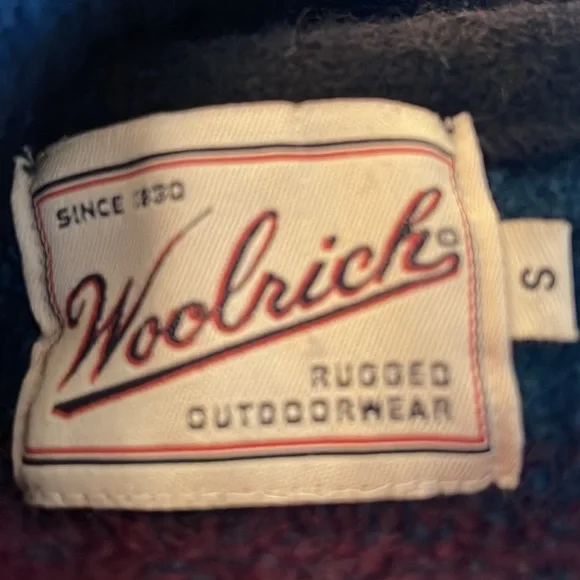 SINCE 1830
Woolrich
RUGGED
OUTDOORWEAR
S